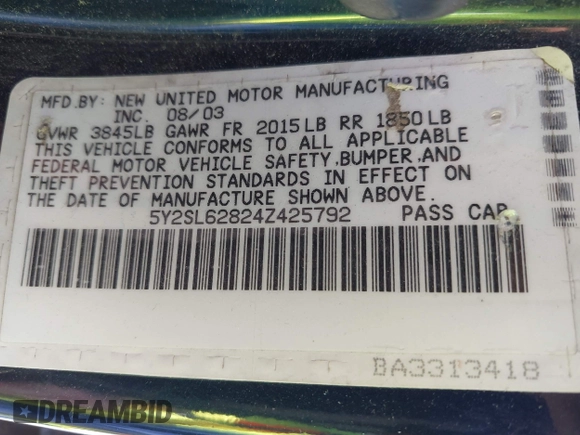 MFD.BY: NEW UNITED MOTOR MANUFACTURING
INC. 08/03
GVWR 3845LB GAWR FR 2015LB RR 1850LB
THIS VEHICLE CONFORMS TO ALL APPLICABLE
FEDERAL MOTOR VEHICLE SAFETY,BUMPER,AND
THEFT PREVENTION STANDARDS IN EFFECT ON
THE DATE OF MANUFACTURE SHOWN ABOVE.
5Y2SL62824Z425792 PASS CAR
BA3313418
DREAMBID